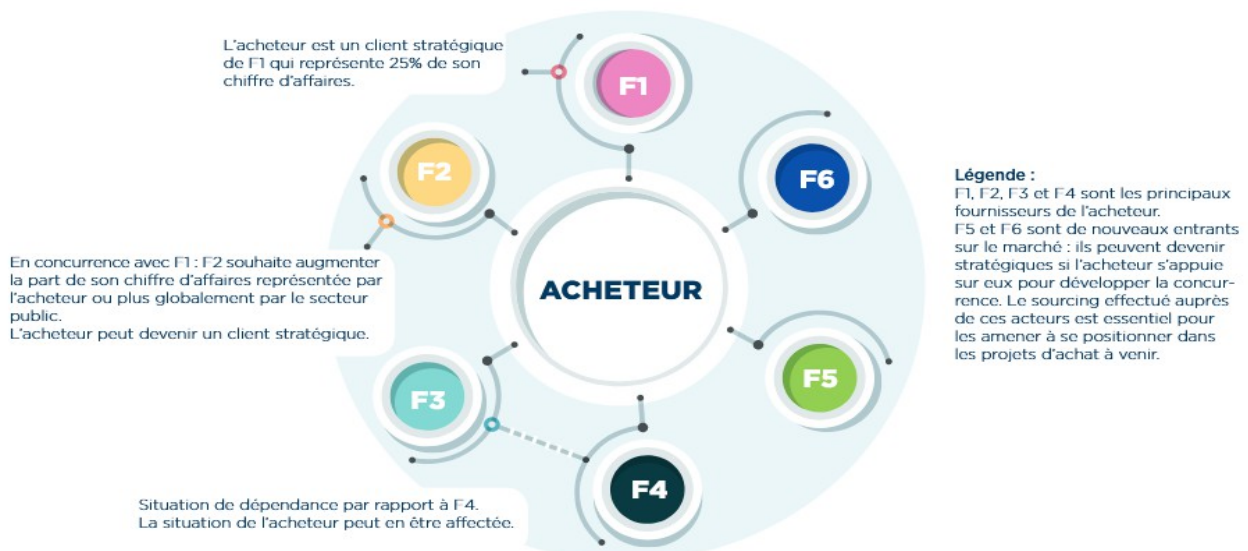 L'acheteur est un client stratégique
de F1 qui représente 25% de son
chiffre d'affaires.
F1
F2
F6
ACHETEUR
En concurrence avec F1 : F2 souhaite augmenter
la part de son chiffre d'affaires représentée par
l'acheteur ou plus globalement par le secteur
public.
L'acheteur peut devenir un client stratégique.
F3
F5
F4
Situation de dépendance par rapport à F4.
La situation de l'acheteur peut en être affectée.
Légende :
F1, F2, F3 et F4 sont les principaux
fournisseurs de l'acheteur.
F5 et F6 sont de nouveaux entrants
sur le marché : ils peuvent devenir
stratégiques si l'acheteur s'appuie
sur eux pour développer la concur-
rence. Le sourcing effectué auprès
de ces acteurs est essentiel pour
les amener à se positionner dans
les projets d'achat à venir.